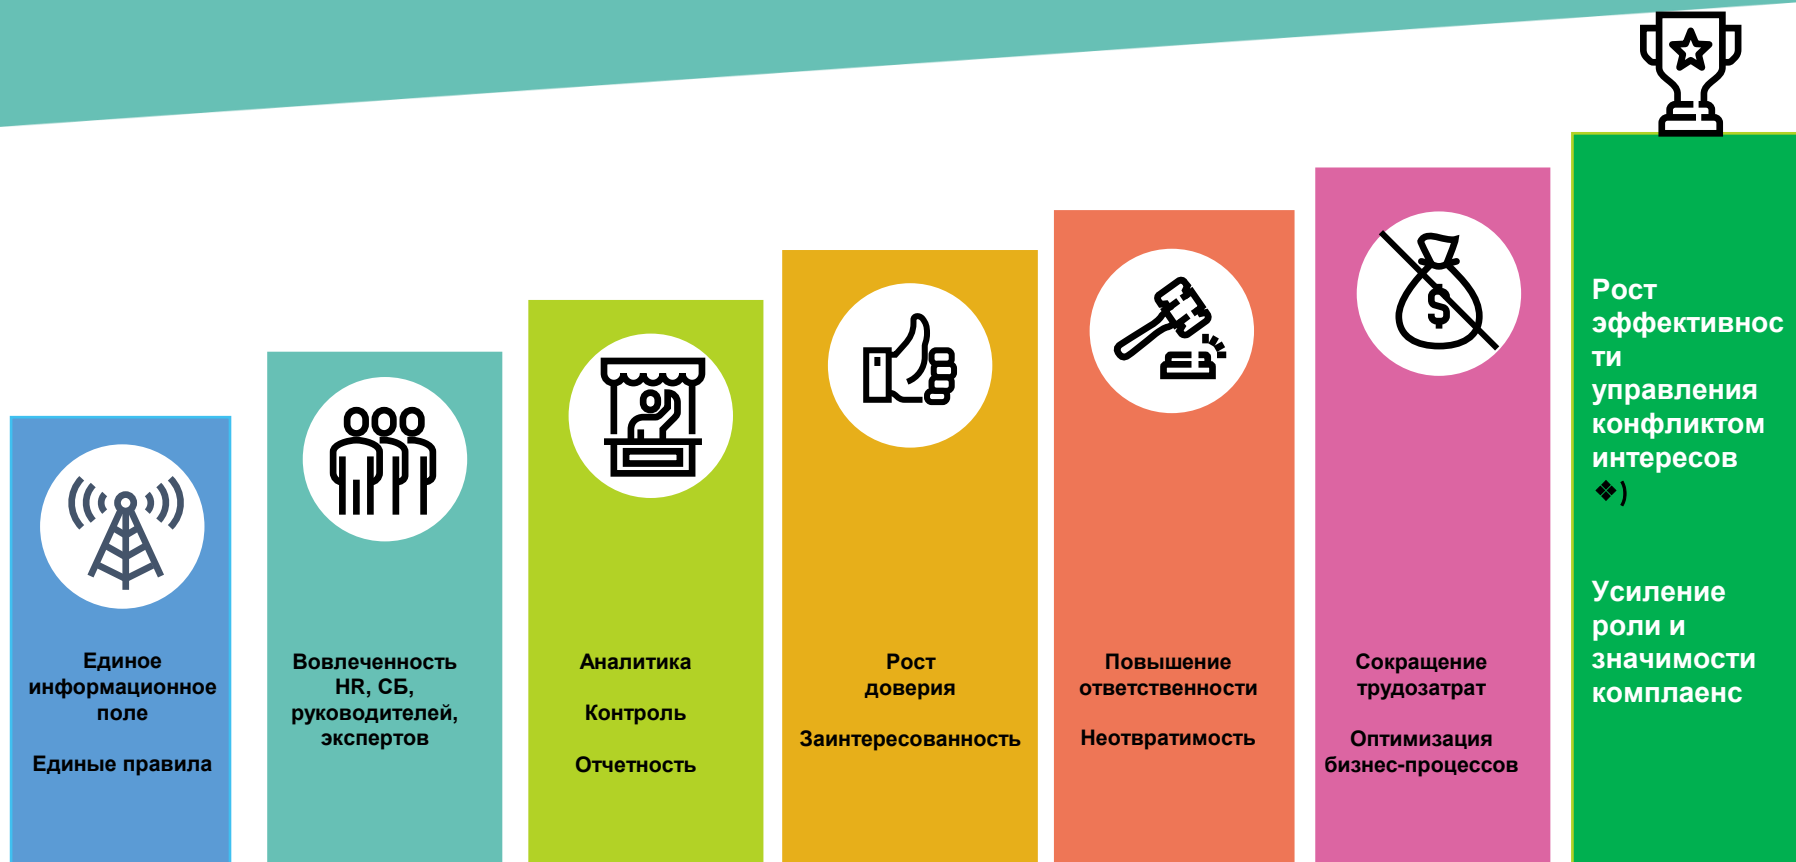 Единое
информационное
поле
Единые правила
Вовлеченность
HR, СБ,
руководителей,
экспертов
Аналитика
Контроль
Отчетность
Рост
доверия
Заинтересованность
Повышение
ответственности
Неотвратимость
$
Сокращение
трудозатрат
Оптимизация
бизнес-процессов
Рост
эффективнос
ти
управления
конфликтом
интересов
❖)
Усиление
роли и
значимости
комплаенс